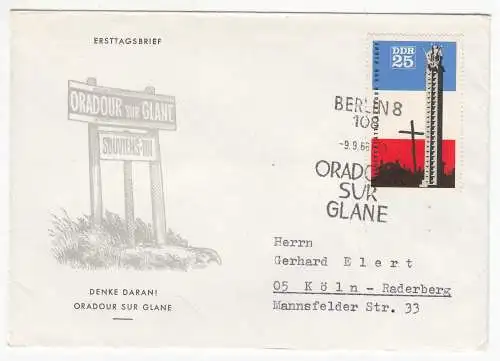 ERSTTAGSBRIEF
ORADOUR SUR GLANE
SOUVIENS-TOI
DENKE DARAN!
ORADOUR SUR GLANE
DDR
25
BERLIN 8
108
-9.9.66
ORADOUR
SUR
GLANE
Herrn
Gerhard Elert
05 Köln-Raderberg
Mannsfelder Str. 33